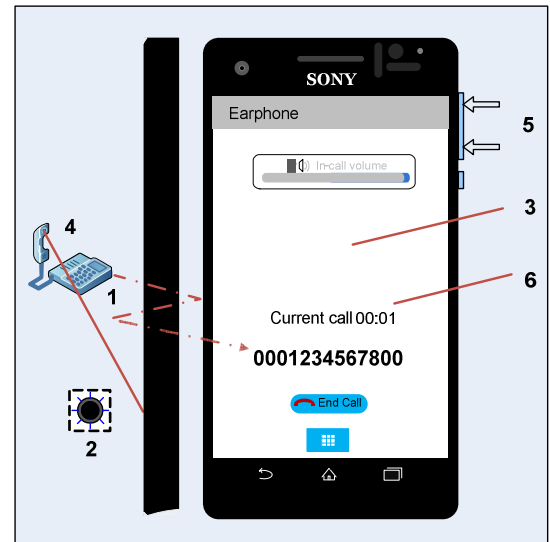 SONY
Earphone
5
In-call volume
3
4
6
1
Current call 00:01
0001234567800
End Call
2